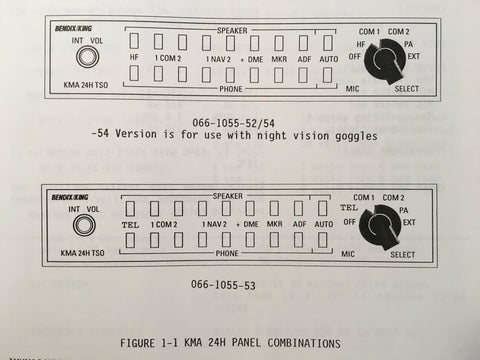 BENDIX/KING
SPEAKER
COM 1 COM 2
INT VOL
HF PA
HF 1 COM 2 1 NAV 2 + DME MKR ADF AUTO
OFF EXT
KMA 24H TSO
PHONE
MIC SELECT
066-1055-52/54
-54 Version is for use with night vision goggles
BENDIX/KING
SPEAKER
COM 1 COM 2
INT VOL
TEL PA
TEL 1 COM 2 1 NAV 2 + DME MKR ADF AUTO
OFF EXT
KMA 24H TSO
PHONE
MIC SELECT
066-1055-53
FIGURE 1-1 KMA 24H PANEL COMBINATIONS